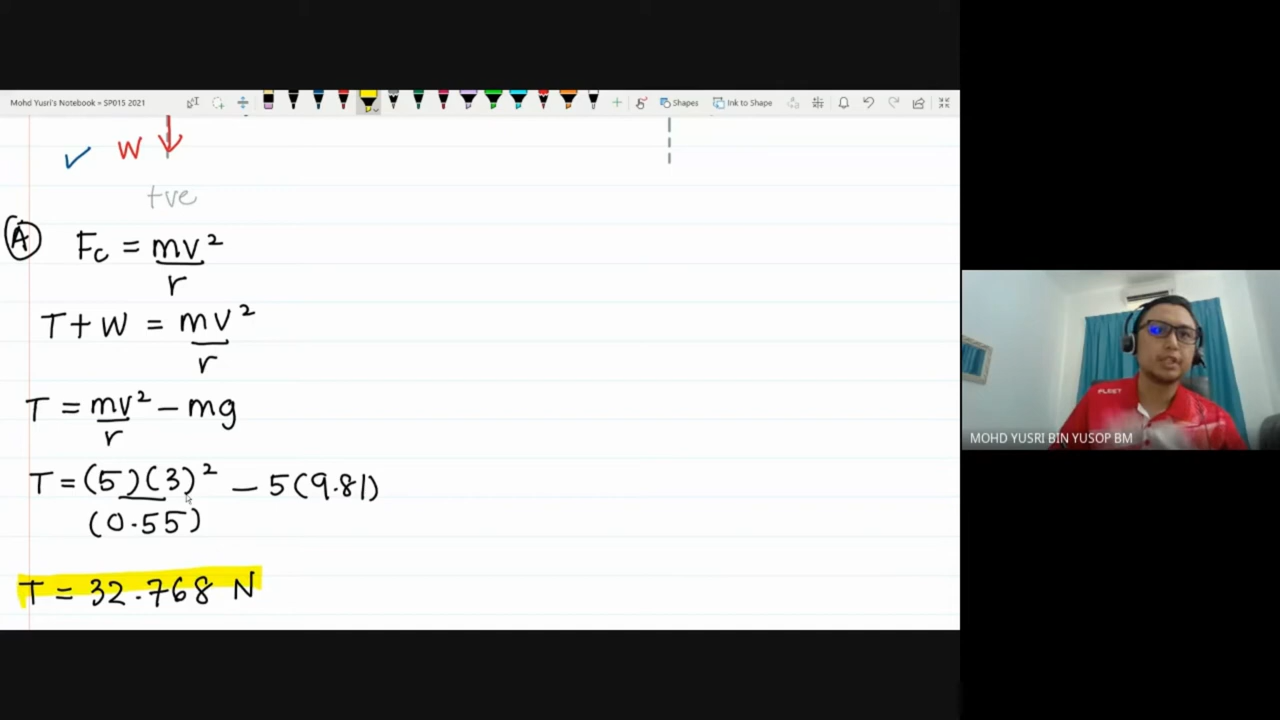 Mohd Yusri's Notebook » SP015 2021
Shapes
Ink to Shape
✓ W ↓
+ve
A
Fc = mv²/r
T + W = mv²/r
T = mv²/r − mg
T = (5)(3)²/(0.55) − 5(9.81)
T = 32.768 N
FLEET
MOHD YUSRI BIN YUSOP BM